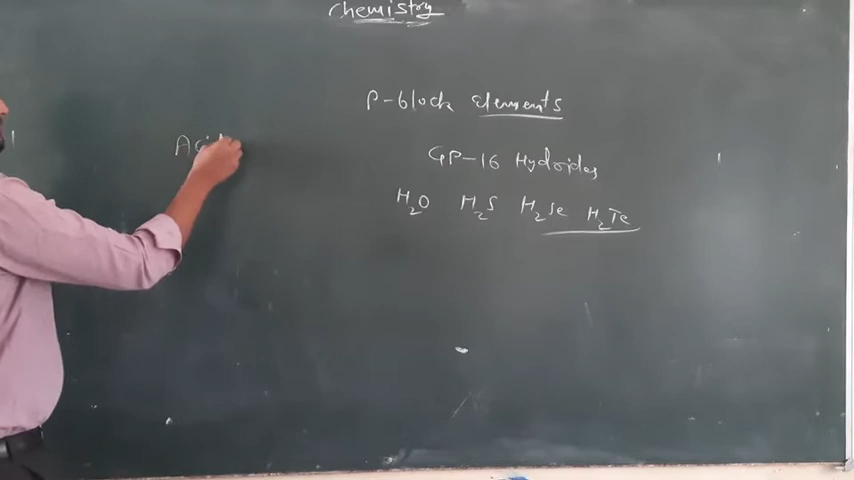 Chemistry
P-block Elements
GP-16 Hydrides
H₂O H₂S H₂Se H₂Te